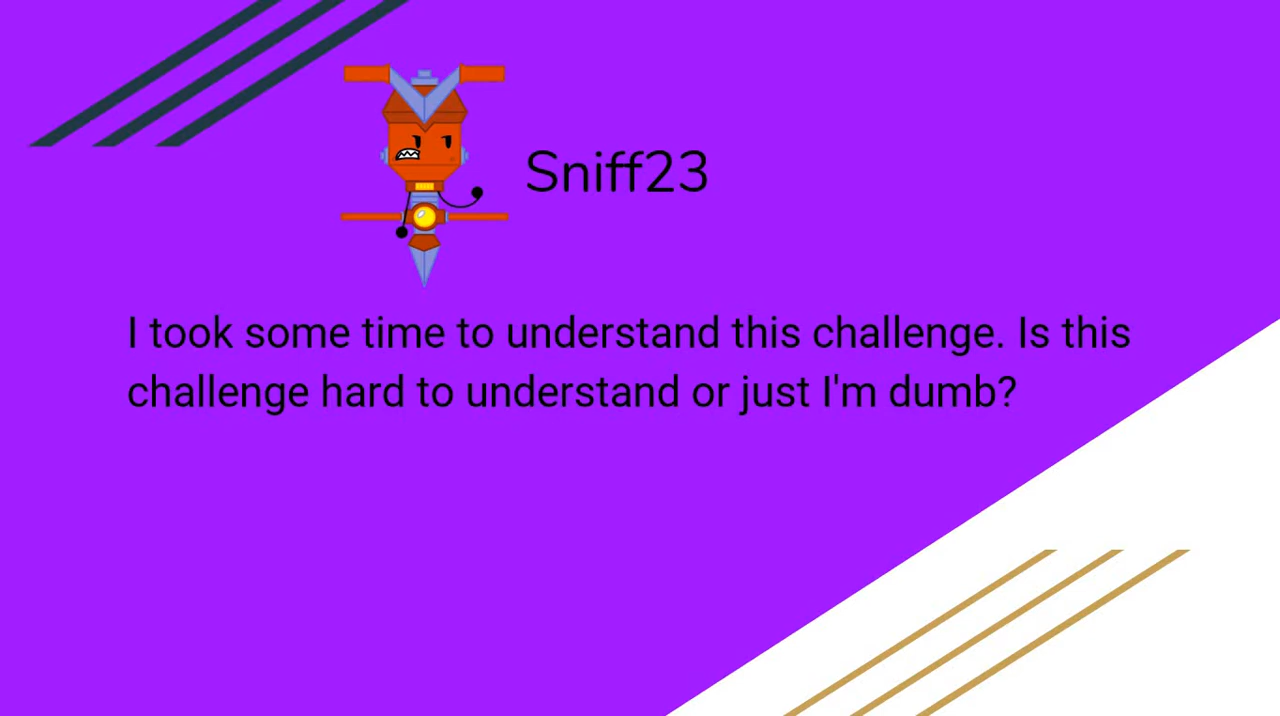 Sniff23
I took some time to understand this challenge. Is this
challenge hard to understand or just I'm dumb?